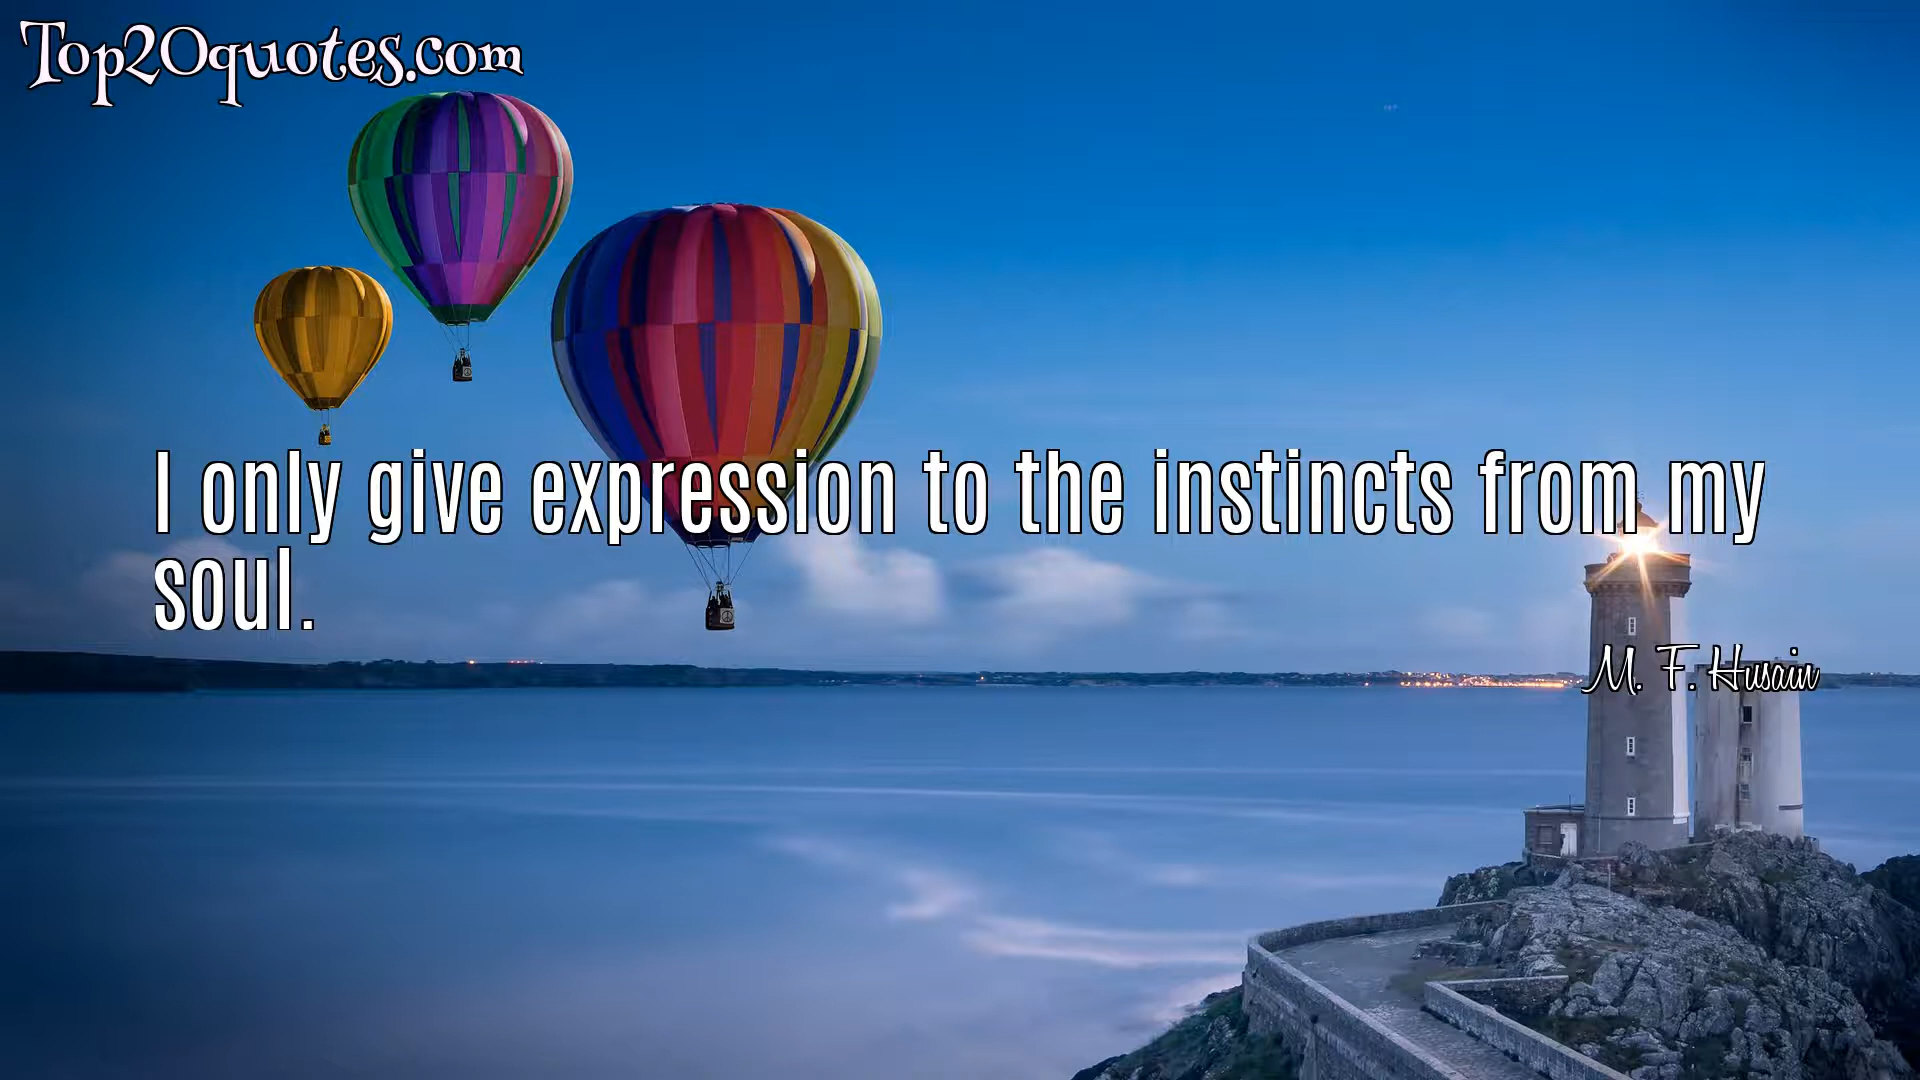 Top20quotes.com
I only give expression to the instincts from my
soul.
M. F. Husain